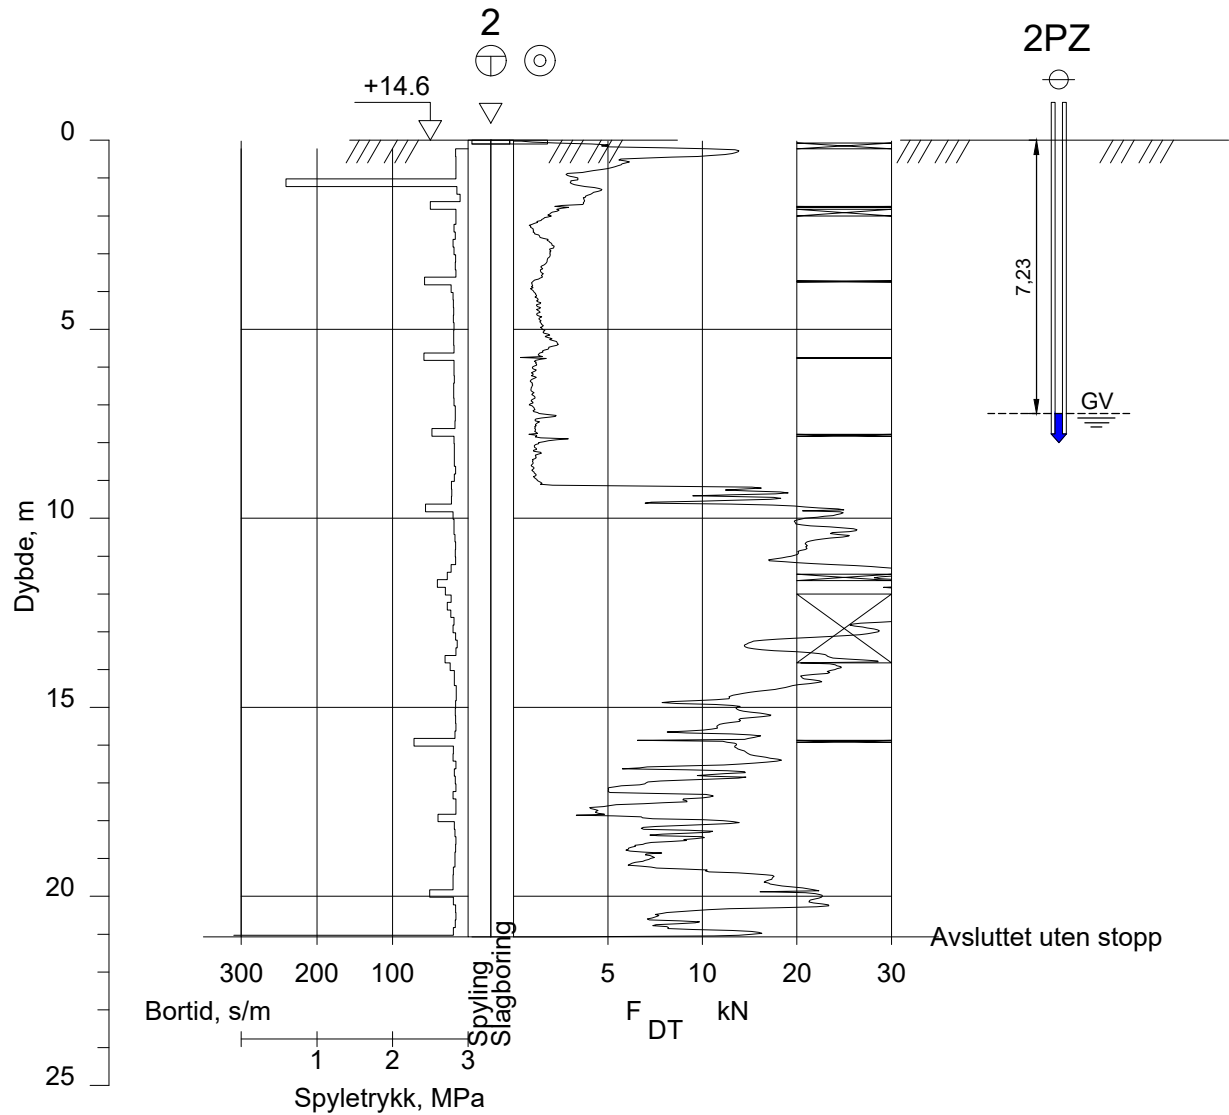 2
2PZ
+14.6
0
5
10
15
20
25
Dybde, m
7,23
GV
Avsluttet uten stopp
Spyling
Slagboring
300 200 100
5 10 20 30
Bortid, s/m
F DT kN
1 2 3
Spyletrykk, MPa